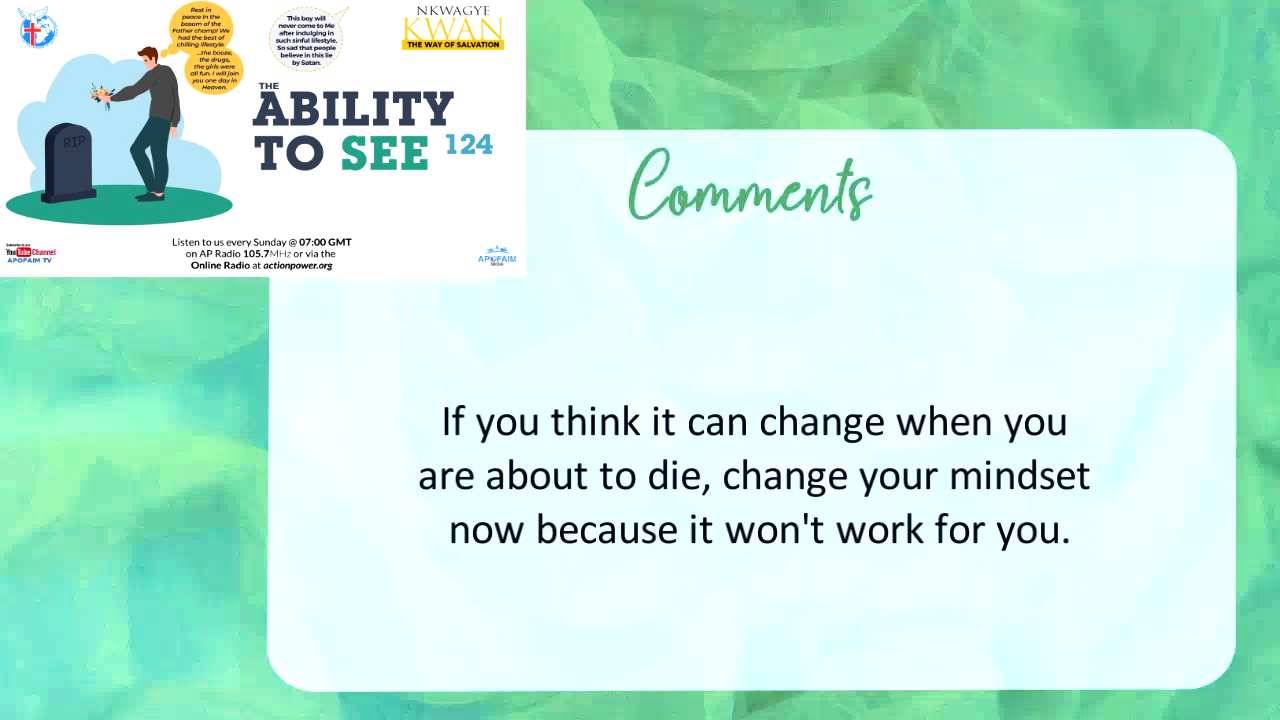 Rest in
peace in the
bosom of the
Father champ! We
had the best of
chilling lifestyle.
...the booze,
the drugs,
the girls were
all fun. I will join
you one day in
Heaven.
This boy will
never come to Me
after indulging in
such sinful lifestyle.
So sad that people
believe in this lie
by Satan.
NKWAGYE
KWAN
THE WAY OF SALVATION
RIP
THE
ABILITY
TO SEE 124
Subscribe to our
YouTube Channel
APOFAIM TV
Listen to us every Sunday @ 07:00 GMT
on AP Radio 105.7MHz or via the
Online Radio at actionpower.org
APOFAIM
MEDIA
Comments
If you think it can change when you
are about to die, change your mindset
now because it won't work for you.